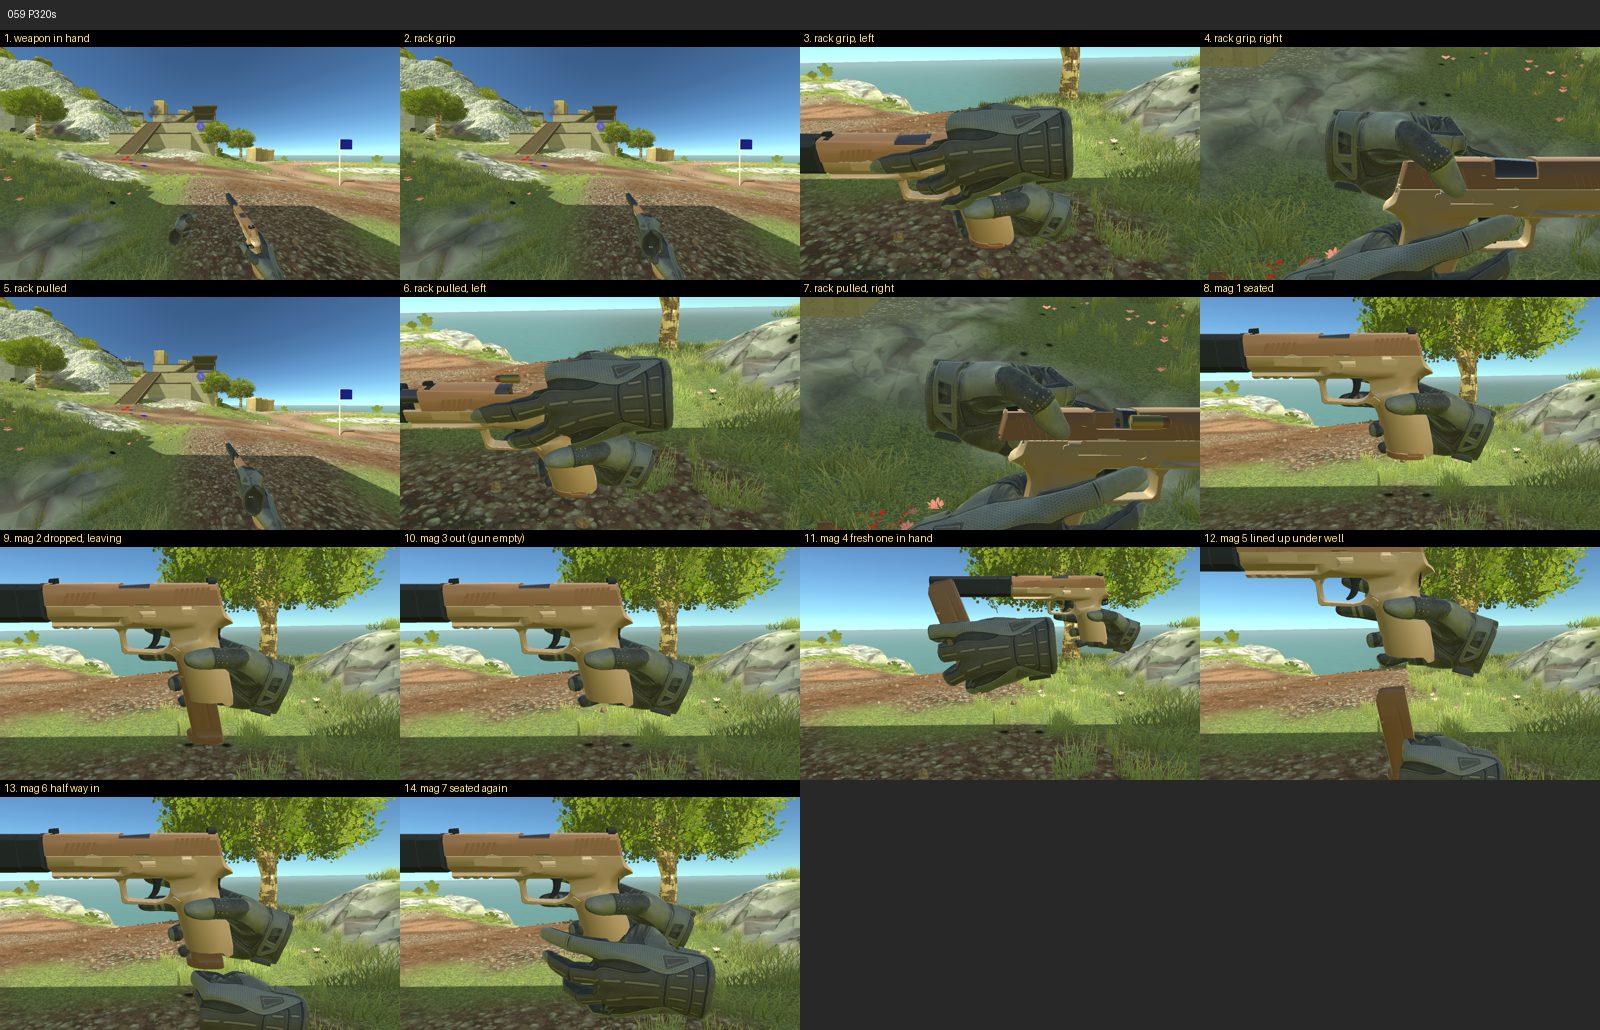 059 P320s
1. weapon in hand
2. rack grip
3. rack grip, left
4. rack grip, right
5. rack pulled
6. rack pulled, left
7. rack pulled, right
8. mag 1 seated
9. mag 2 dropped, leaving
10. mag 3 out (gun empty)
11. mag 4 fresh one in hand
12. mag 5 lined up under well
13. mag 6 half way in
14. mag 7 seated again